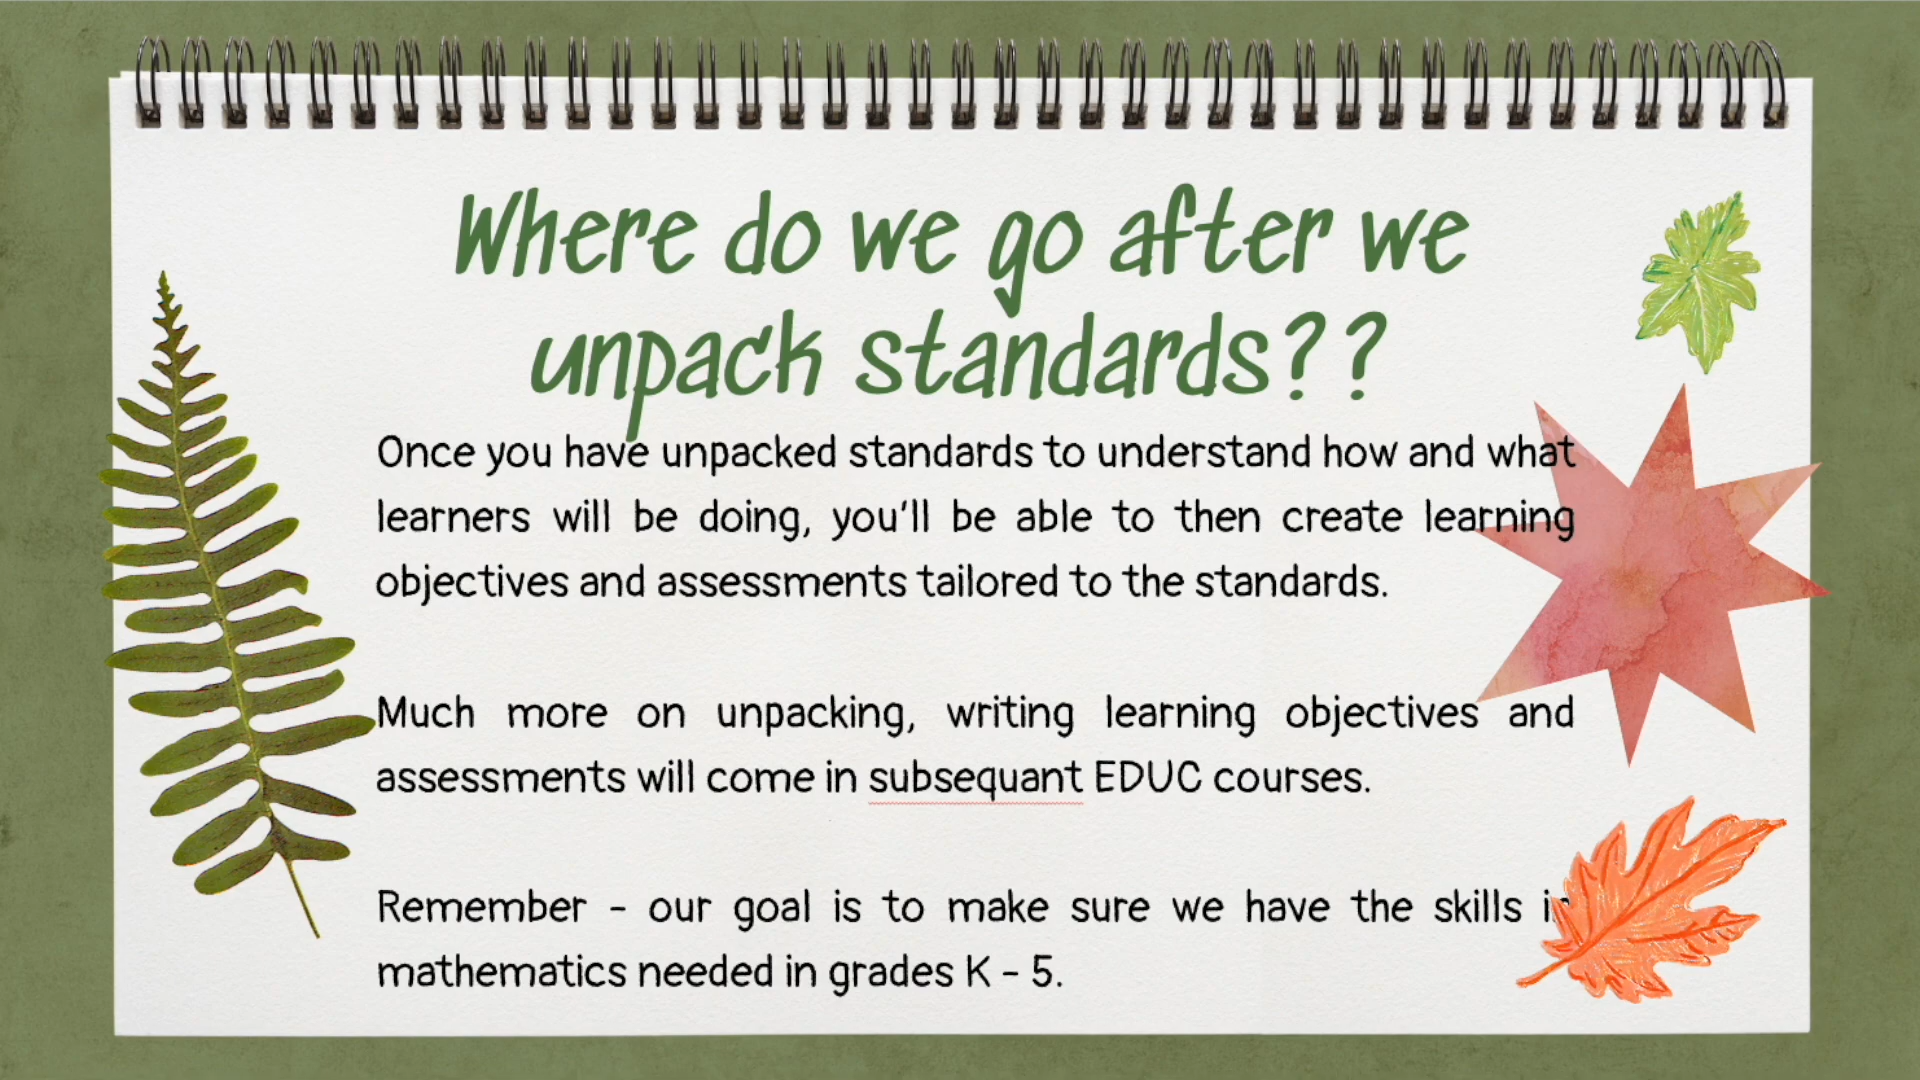 Where do we go after we
unpack standards??
Once you have unpacked standards to understand how and what
learners will be doing, you'll be able to then create learning
objectives and assessments tailored to the standards.
Much more on unpacking, writing learning objectives and
assessments will come in subsequant EDUC courses.
Remember - our goal is to make sure we have the skills in
mathematics needed in grades K - 5.